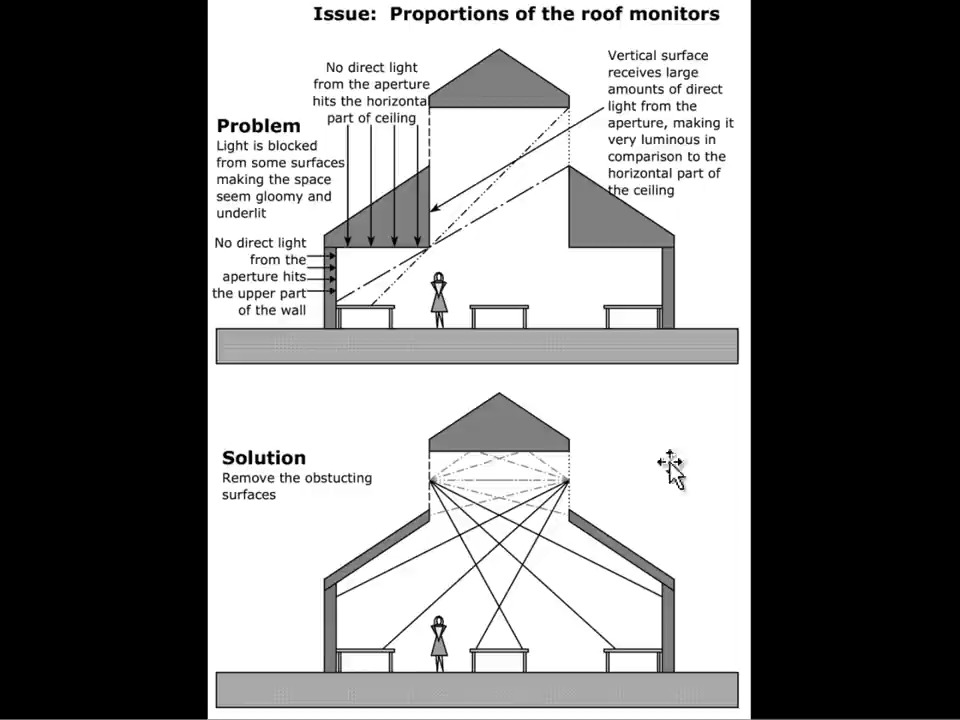 Issue: Proportions of the roof monitors
No direct light
from the aperture
hits the horizontal
part of ceiling
Vertical surface
receives large
amounts of direct
light from the
aperture, making it
very luminous in
comparison to the
horizontal part of
the ceiling
Problem
Light is blocked
from some surfaces
making the space
seem gloomy and
underlit
No direct light
from the
aperture hits
the upper part
of the wall
Solution
Remove the obstucting
surfaces